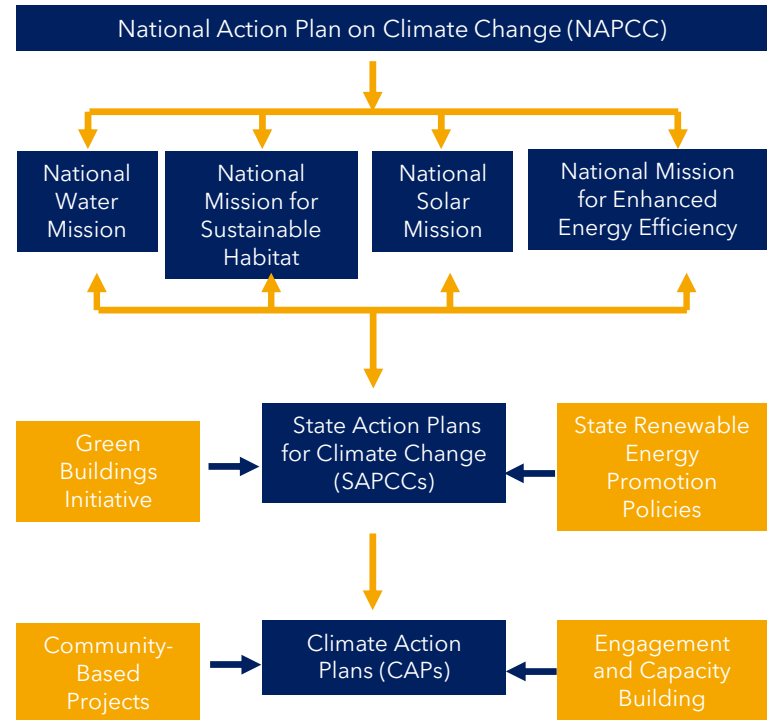 National Action Plan on Climate Change (NAPCC)
National
Water
Mission
National
Mission for
Sustainable
Habitat
National
Solar
Mission
National Mission
for Enhanced
Energy Efficiency
Green
Buildings
Initiative
State Action Plans
for Climate Change
(SAPCCs)
State Renewable
Energy
Promotion
Policies
Community-
Based
Projects
Climate Action
Plans (CAPs)
Engagement
and Capacity
Building